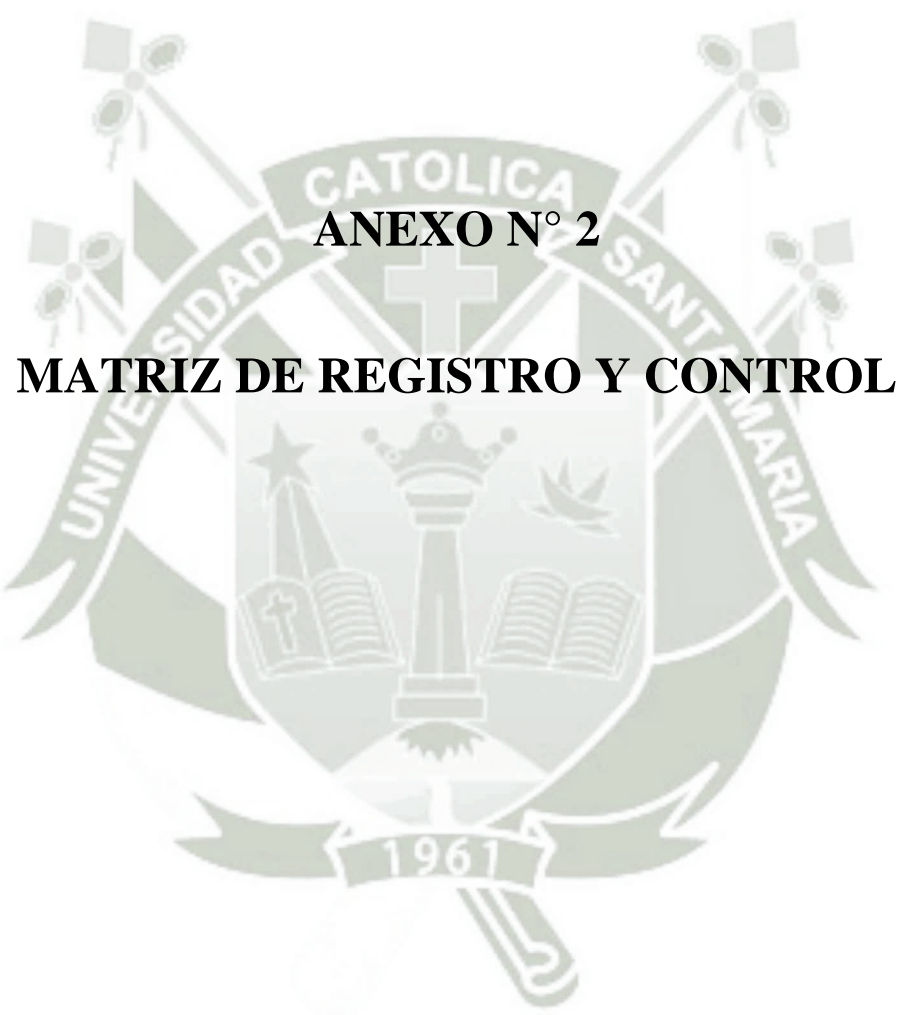 ANEXO N° 2
MATRIZ DE REGISTRO Y CONTROL
UNIVERSIDAD CATOLICA SANTA MARIA
1961